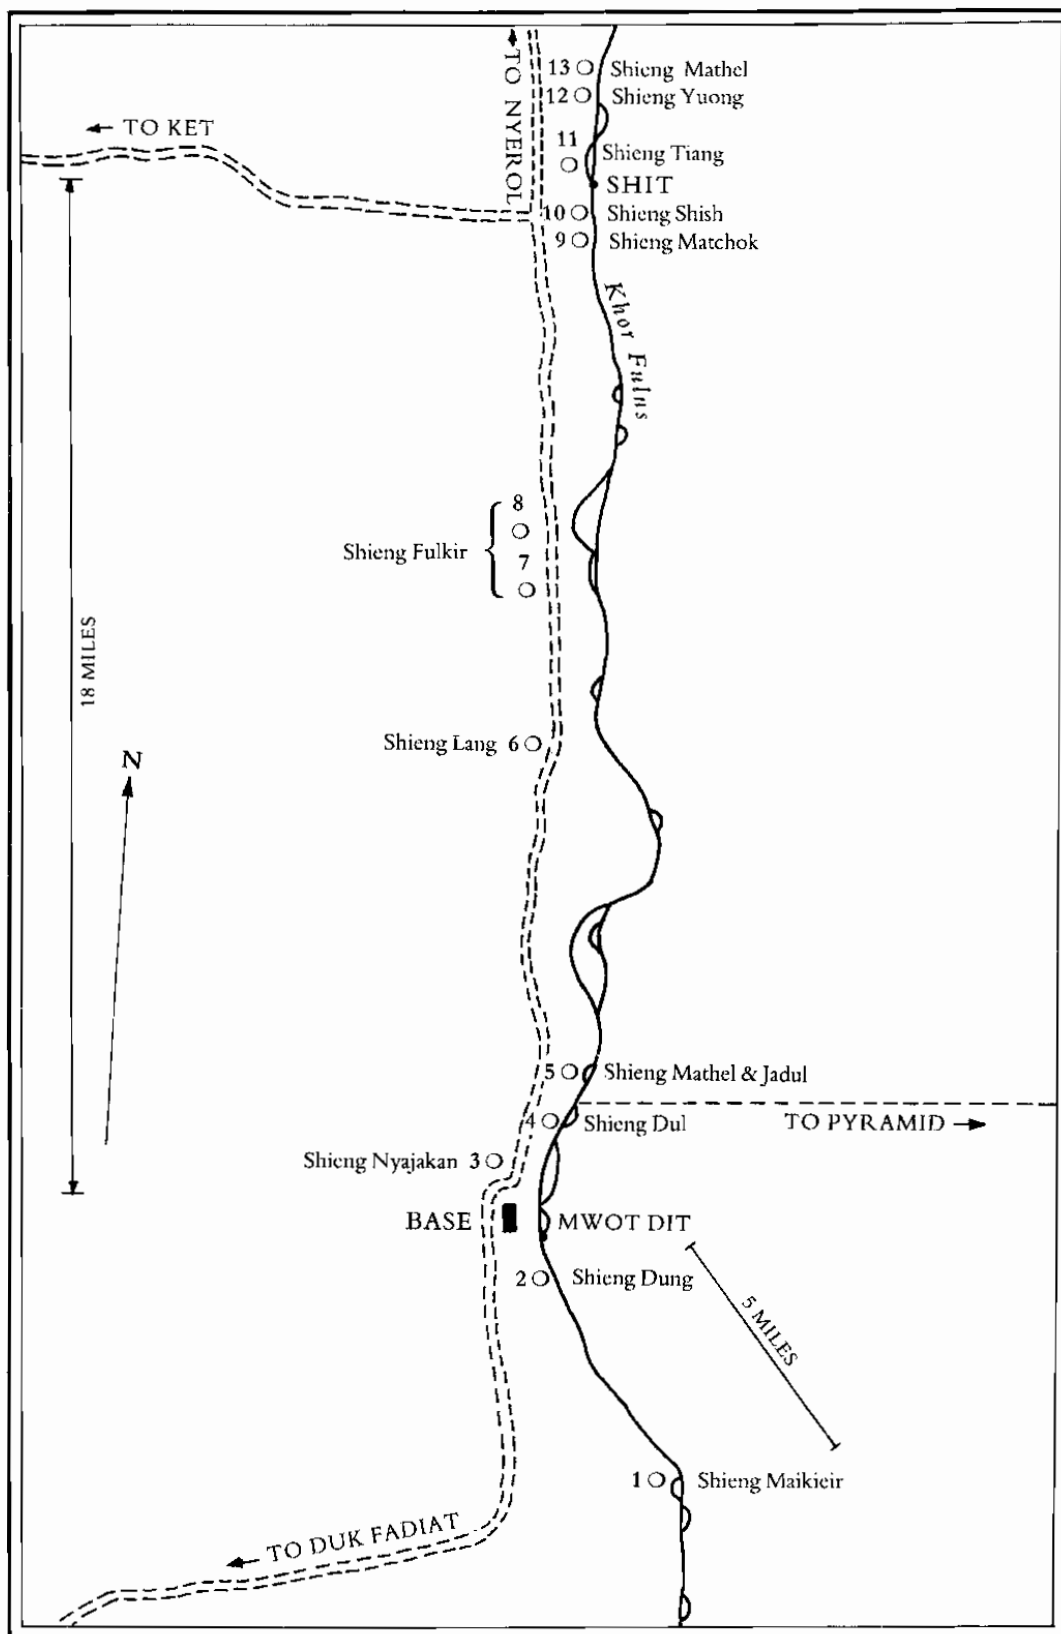 TO NYEROL
13 Shieng Mathel
12 Shieng Yuong
TO KET
11
Shieng Tiang
SHIT
10 Shieng Shish
9 Shieng Matchok
Khor Fulus
8
Shieng Fulkir
7
18 MILES
Shieng Lang 6
N
5 Shieng Mathel & Jadul
4 Shieng Dul
TO PYRAMID
Shieng Nyajakan 3
BASE
MWOT DIT
2 Shieng Dung
5 MILES
1 Shieng Maikieir
TO DUK FADIAT